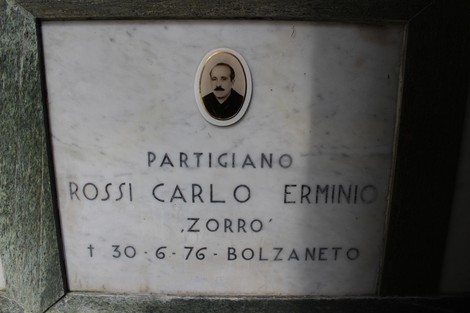 PARTIGIANO
ROSSI CARLO ERMINIO
‚ZORRO'
† 30-6-76-BOLZANETO